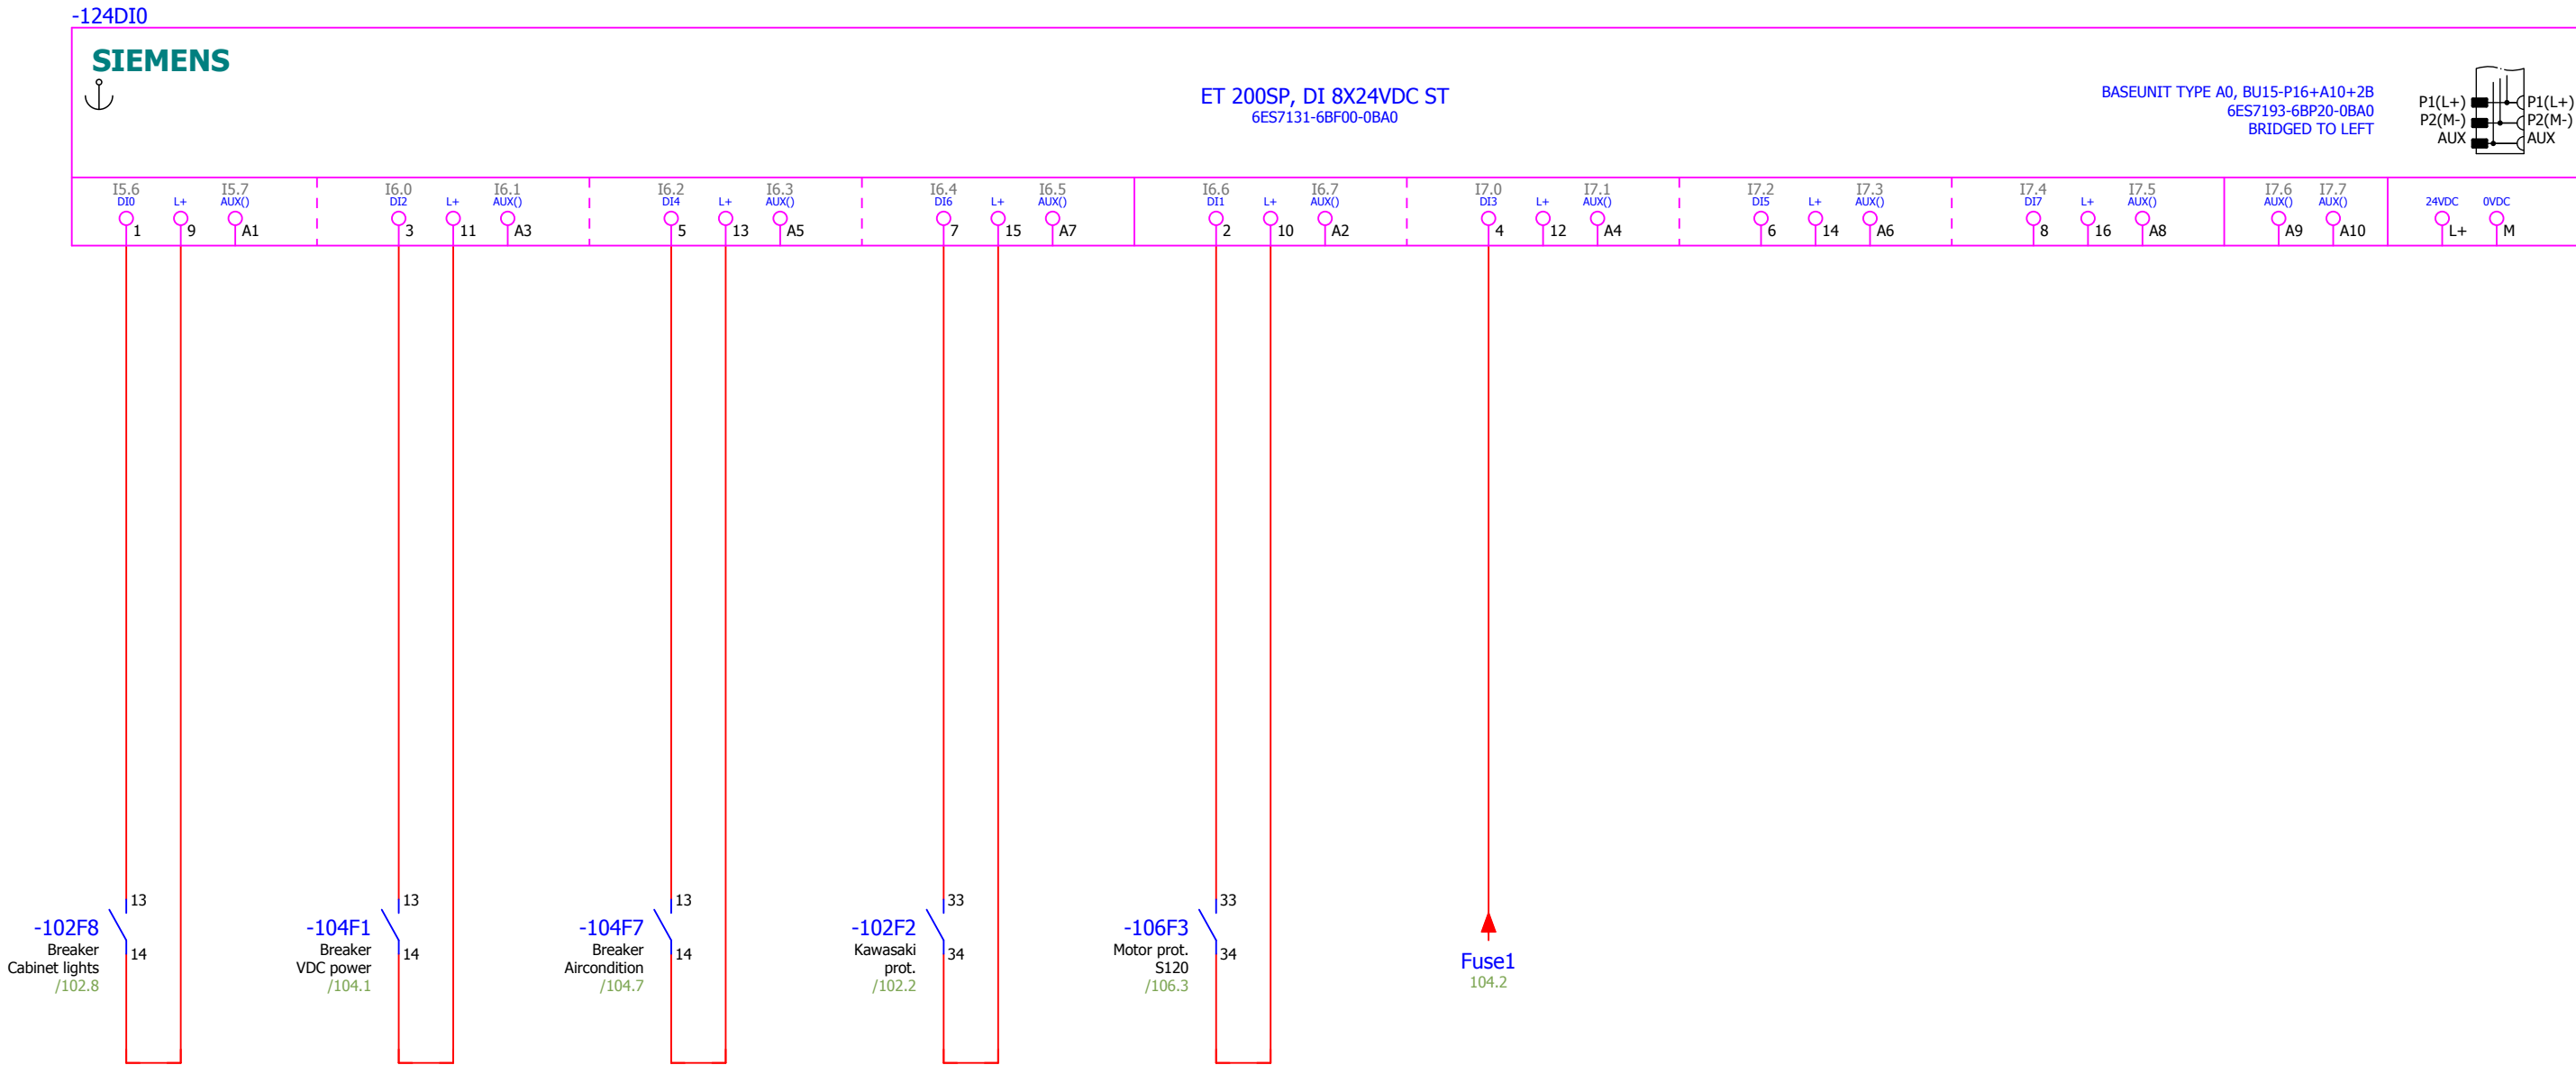 -124DI0
SIEMENS
ET 200SP, DI 8X24VDC ST
6ES7131-6BF00-0BA0
BASEUNIT TYPE A0, BU15-P16+A10+2B
6ES7193-6BP20-0BA0
BRIDGED TO LEFT
P1(L+) P1(L+)
P2(M-) P2(M-)
AUX AUX
I5.6 I5.7 I6.0 I6.1 I6.2 I6.3 I6.4 I6.5 I6.6 I6.7 I7.0 I7.1 I7.2 I7.3 I7.4 I7.5 I7.6 I7.7
DI0 L+ AUX() DI2 L+ AUX() DI4 L+ AUX() DI6 L+ AUX() DI1 L+ AUX() DI3 L+ AUX() DI5 L+ AUX() DI7 L+ AUX() AUX() AUX() 24VDC 0VDC
1 9 A1 3 11 A3 5 13 A5 7 15 A7 2 10 A2 4 12 A4 6 14 A6 8 16 A8 A9 A10 L+ M
13
-102F8
Breaker
14
Cabinet lights
/102.8
13
-104F1
Breaker
14
VDC power
/104.1
13
-104F7
Breaker
14
Aircondition
/104.7
33
-102F2
Kawasaki
34
prot.
/102.2
33
-106F3
Motor prot.
34
S120
/106.3
Fuse1
104.2